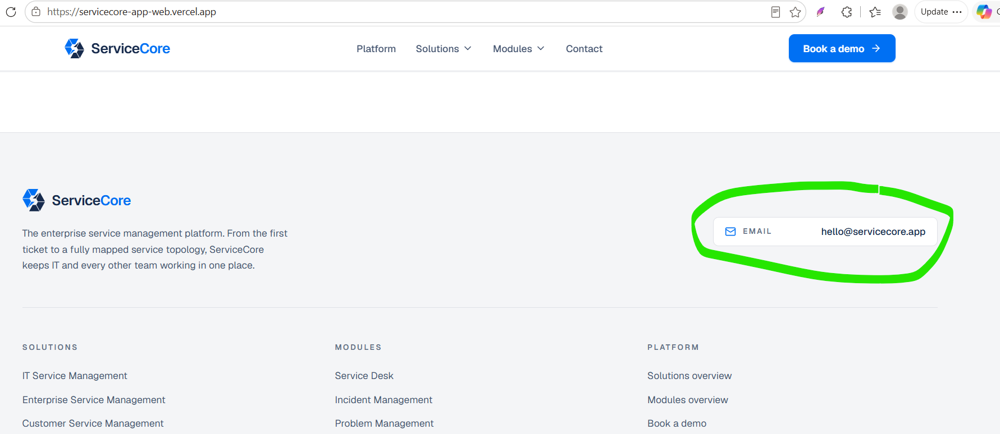 https://servicecore-app-web.vercel.app
Update
ServiceCore
Platform
Solutions
Modules
Contact
Book a demo
ServiceCore
The enterprise service management platform. From the first
ticket to a fully mapped service topology, ServiceCore
keeps IT and every other team working in one place.
EMAIL
hello@servicecore.app
SOLUTIONS
IT Service Management
Enterprise Service Management
Customer Service Management
MODULES
Service Desk
Incident Management
Problem Management
PLATFORM
Solutions overview
Modules overview
Book a demo